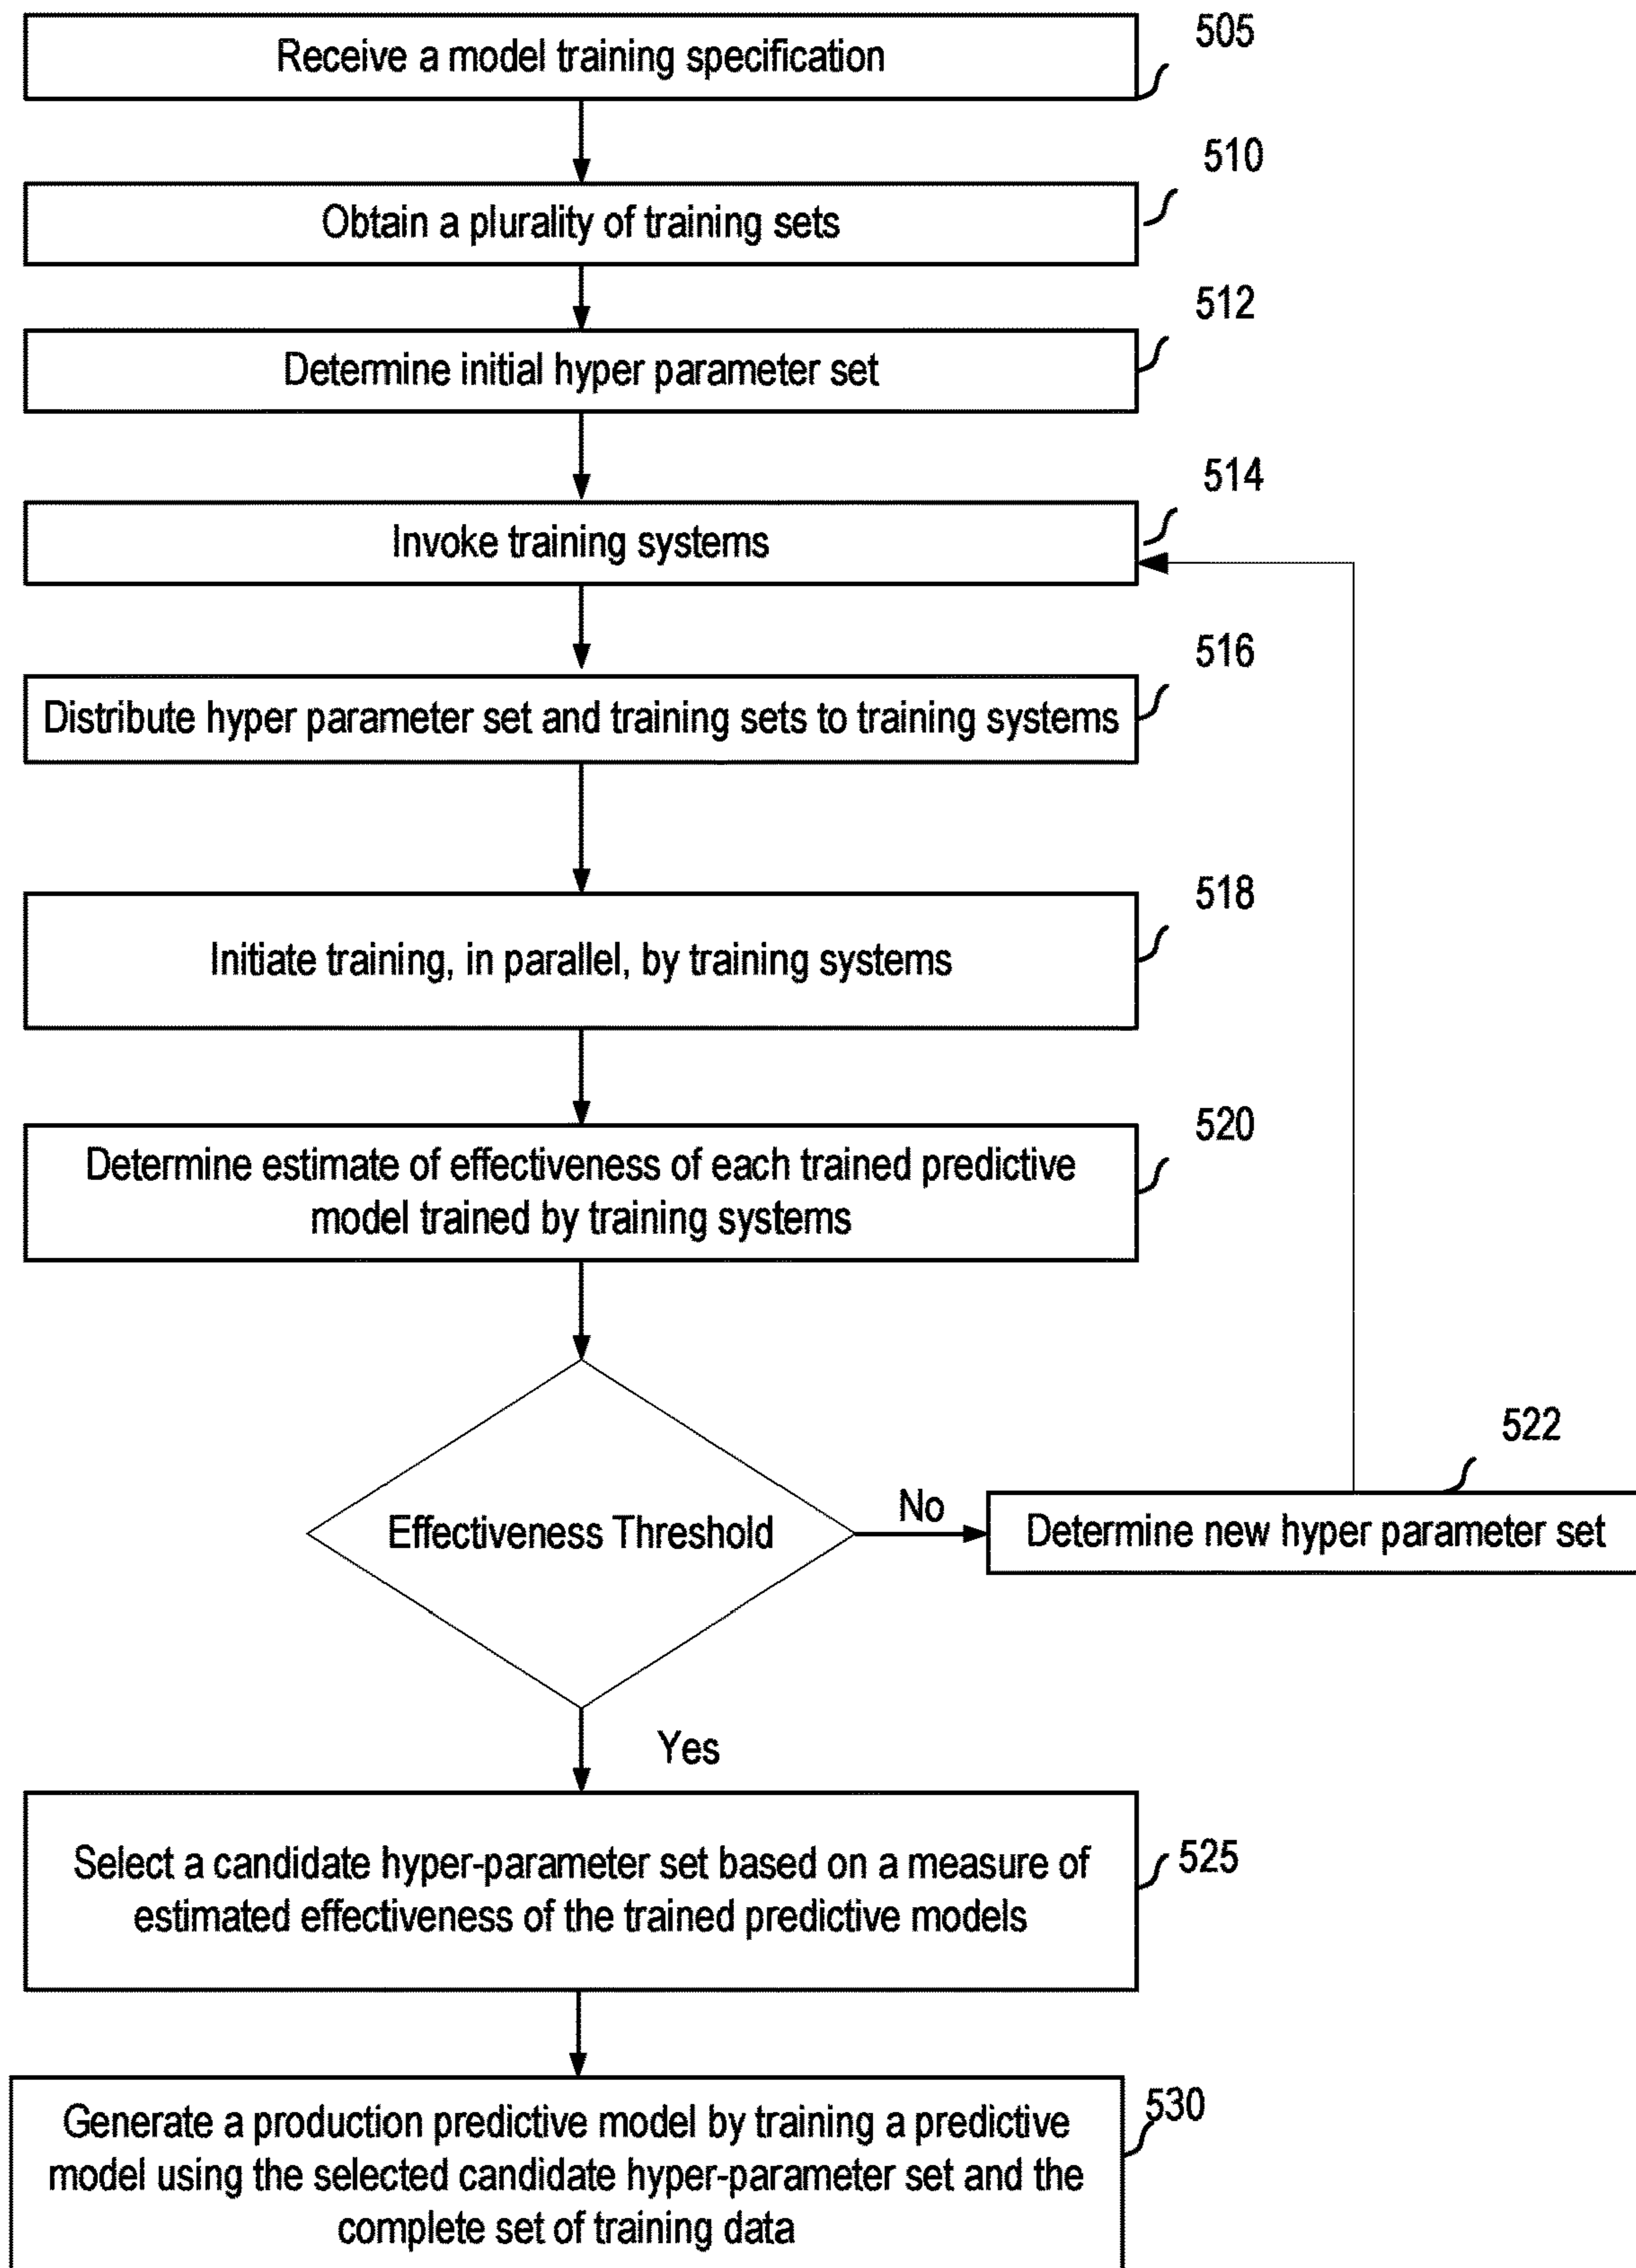 505
Receive a model training specification
510
Obtain a plurality of training sets
512
Determine initial hyper parameter set
514
Invoke training systems
516
Distribute hyper parameter set and training sets to training systems
518
Initiate training, in parallel, by training systems
520
Determine estimate of effectiveness of each trained predictive
model trained by training systems
522
Effectiveness Threshold
No
Determine new hyper parameter set
Yes
525
Select a candidate hyper-parameter set based on a measure of
estimated effectiveness of the trained predictive models
530
Generate a production predictive model by training a predictive
model using the selected candidate hyper-parameter set and the
complete set of training data